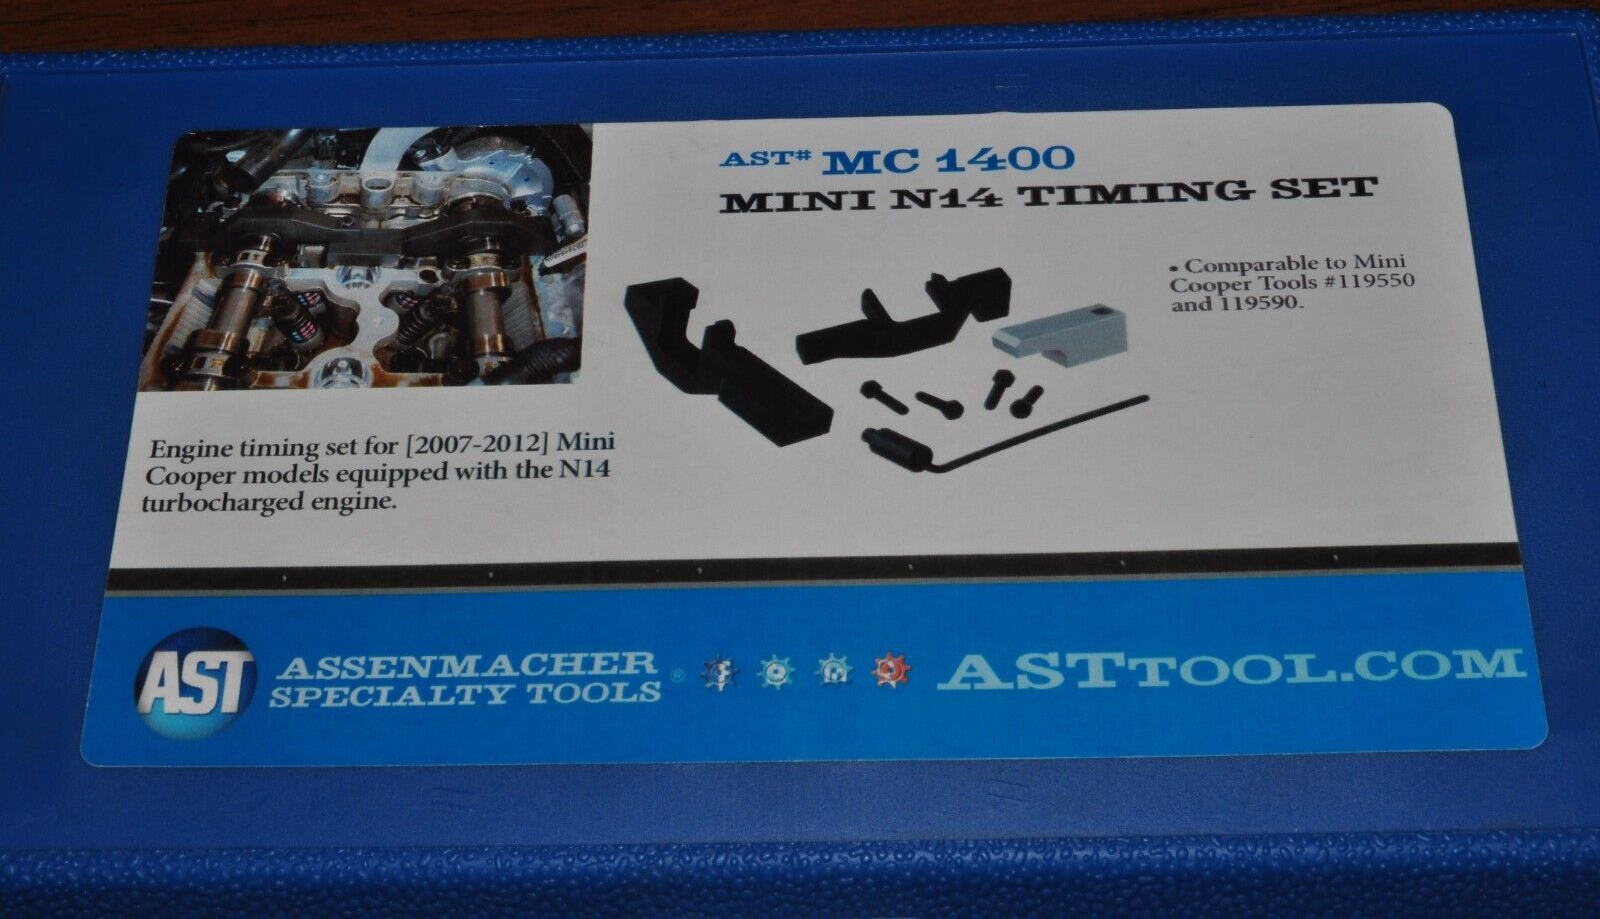 AST# MC 1400
MINI N14 TIMING SET
• Comparable to Mini
Cooper Tools #119550
and 119590.
Engine timing set for [2007-2012] Mini
Cooper models equipped with the N14
turbocharged engine.
AST
ASSENMACHER
SPECIALTY TOOLS ®
ASTTOOL.COM